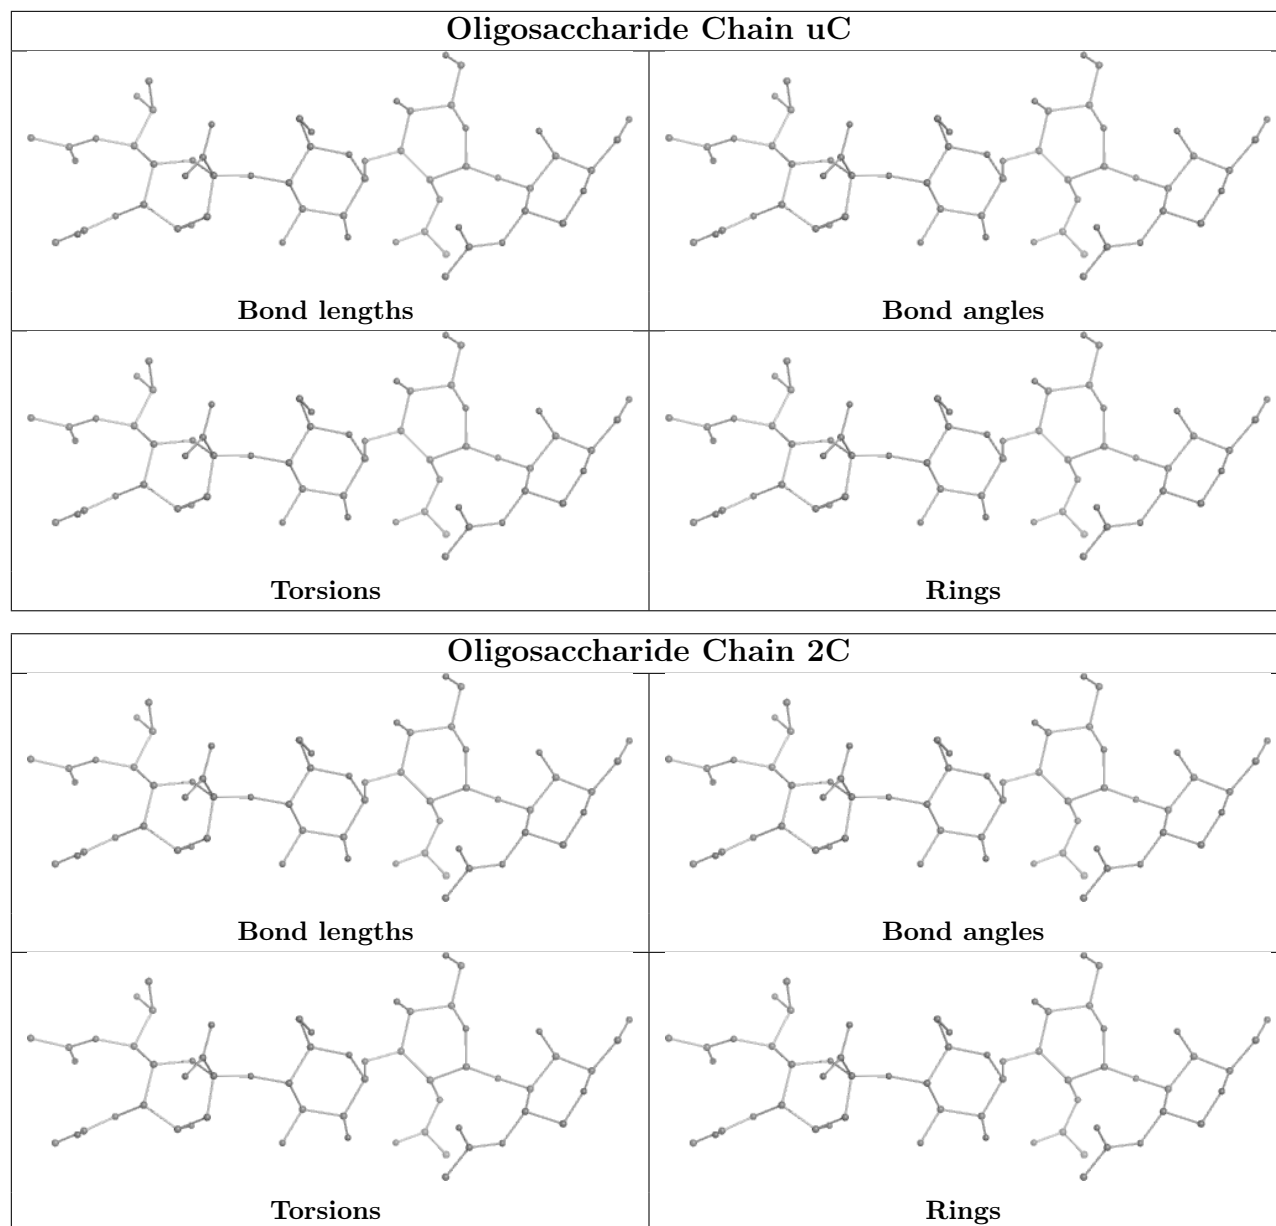 Oligosaccharide Chain uC
Bond lengths
Bond angles
Torsions
Rings
Oligosaccharide Chain 2C
Bond lengths
Bond angles
Torsions
Rings